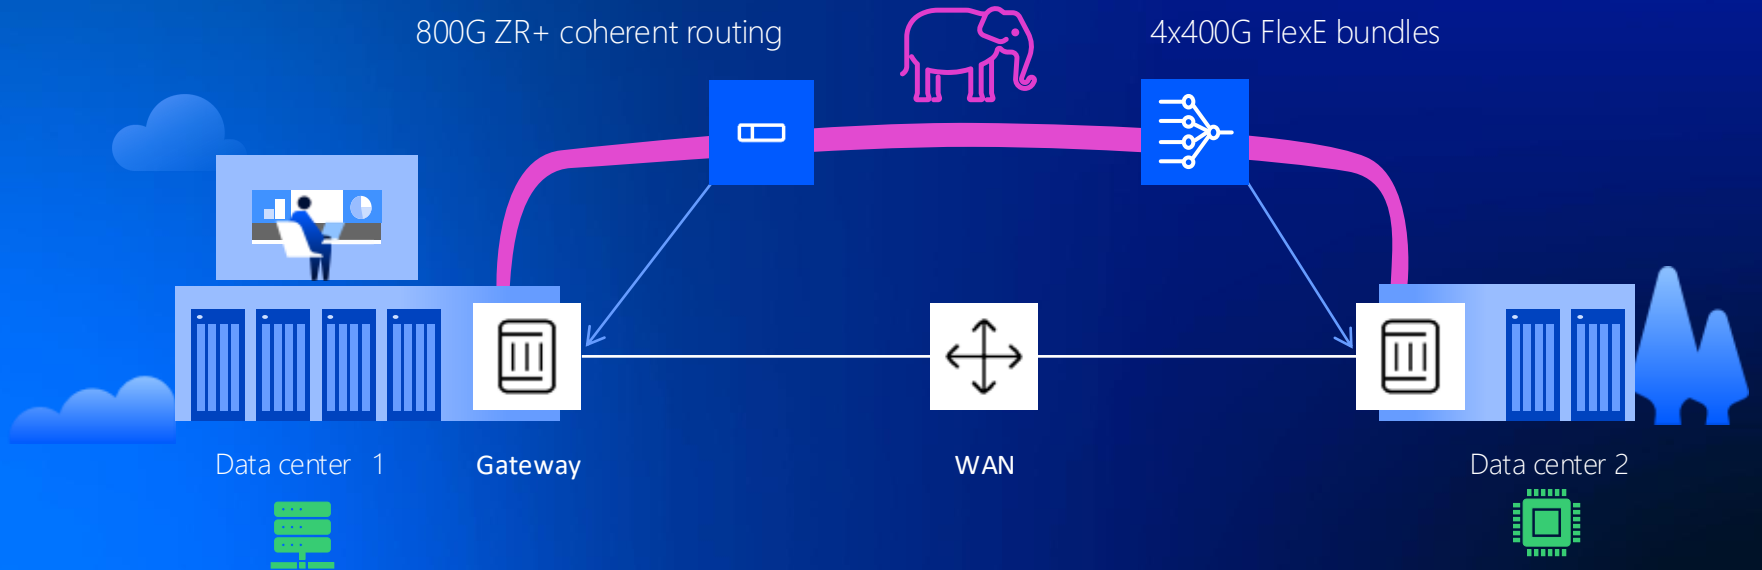 800G ZR+ coherent routing
4x400G FlexE bundles
Data center 1
Gateway
WAN
Data center 2